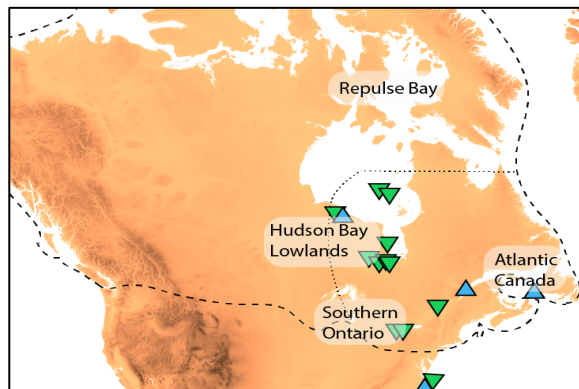 Repulse Bay
Hudson Bay
Lowlands
Atlantic
Canada
Southern
Ontario